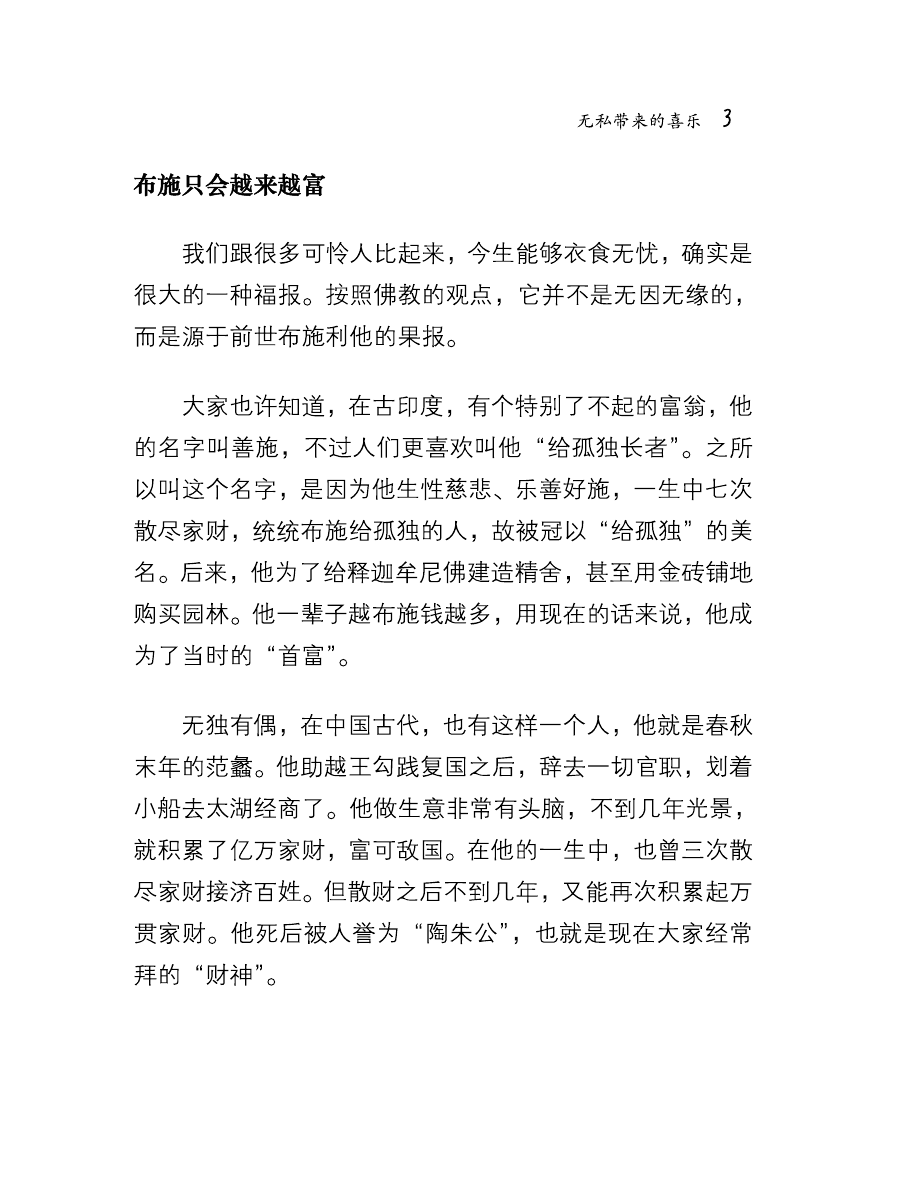 无私带来的喜乐 3
布施只会越来越富
我们跟很多可怜人比起来，今生能够衣食无忧，确实是
很大的一种福报。按照佛教的观点，它并不是无因无缘的，
而是源于前世布施利他的果报。
大家也许知道，在古印度，有个特别了不起的富翁，他
的名字叫善施，不过人们更喜欢叫他“给孤独长者”。之所
以叫这个名字，是因为他生性慈悲、乐善好施，一生中七次
散尽家财，统统布施给孤独的人，故被冠以“给孤独”的美
名。后来，他为了给释迦牟尼佛建造精舍，甚至用金砖铺地
购买园林。他一辈子越布施钱越多，用现在的话来说，他成
为了当时的“首富”。
无独有偶，在中国古代，也有这样一个人，他就是春秋
末年的范蠡。他助越王勾践复国之后，辞去一切官职，划着
小船去太湖经商了。他做生意非常有头脑，不到几年光景，
就积累了亿万家财，富可敌国。在他的一生中，也曾三次散
尽家财接济百姓。但散财之后不到几年，又能再次积累起万
贯家财。他死后被人誉为“陶朱公”，也就是现在大家经常
拜的“财神”。